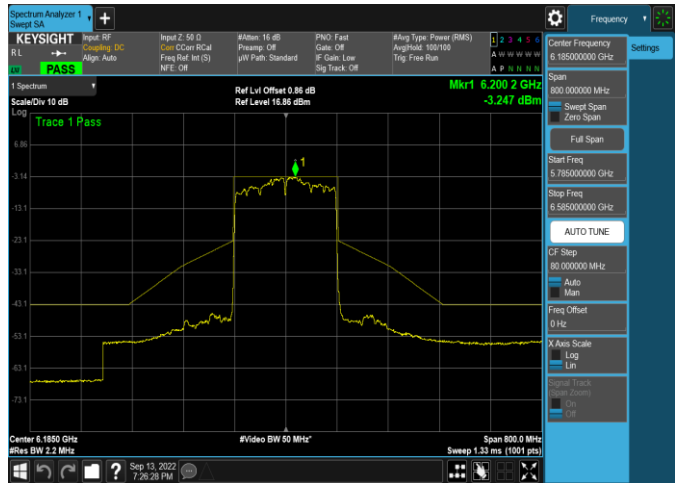 Spectrum Analyzer 1
Swept SA
Frequency
KEYSIGHT
RL
LW
PASS
Input: RF
Coupling: DC
Align: Auto
Input Z: 50 Ω
Corr CCorr RCal
Freq Ref: Int (S)
NFE: Off
#Atten: 16 dB
Preamp: Off
µW Path: Standard
PNO: Fast
Gate: Off
IF Gain: Low
Sig Track: Off
#Avg Type: Power (RMS)
Avg|Hold: 100/100
Trig: Free Run
1 2 3 4 5 6
A W W W W W
A P N N N N
1 Spectrum
Scale/Div 10 dB
Log
Ref Lvl Offset 0.86 dB
Ref Level 16.86 dBm
Mkr1 6.200 2 GHz
-3.247 dBm
Trace 1 Pass
1
6.86
-3.14
-13.1
-23.1
-33.1
-43.1
-53.1
-63.1
-73.1
Center 6.1850 GHz
#Res BW 2.2 MHz
#Video BW 50 MHz*
Span 800.0 MHz
Sweep 1.33 ms (1001 pts)
Sep 13, 2022
7:26:28 PM
Center Frequency
6.185000000 GHz
Settings
Span
800.000000 MHz
Swept Span
Zero Span
Full Span
Start Freq
5.785000000 GHz
Stop Freq
6.585000000 GHz
AUTO TUNE
CF Step
80.000000 MHz
Auto
Man
Freq Offset
0 Hz
X Axis Scale
Log
Lin
Signal Track
(Span Zoom)
On
Off